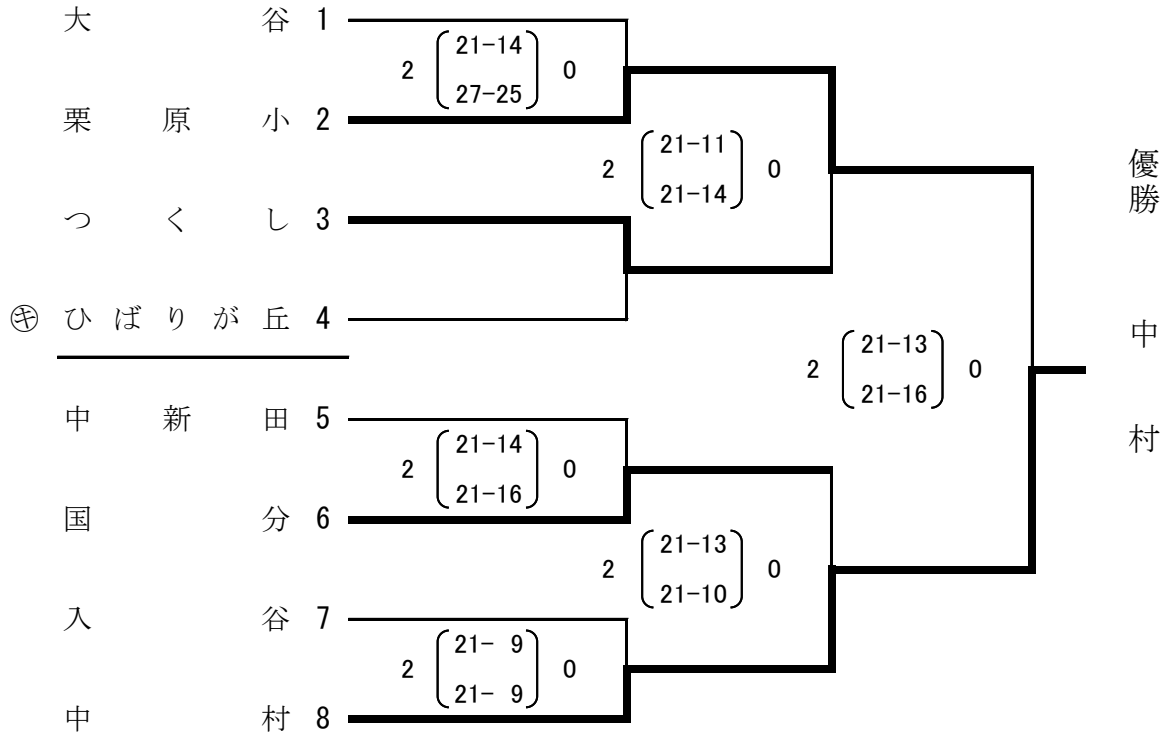 大谷 1
2 21-14 0
27-25
栗原小 2
2 21-11 0
21-14
つくし 3
㋖ ひばりが丘 4
2 21-13 0
21-16
中新田 5
2 21-14 0
21-16
国分 6
2 21-13 0
21-10
入谷 7
2 21- 9 0
21- 9
中村 8
優勝
中村